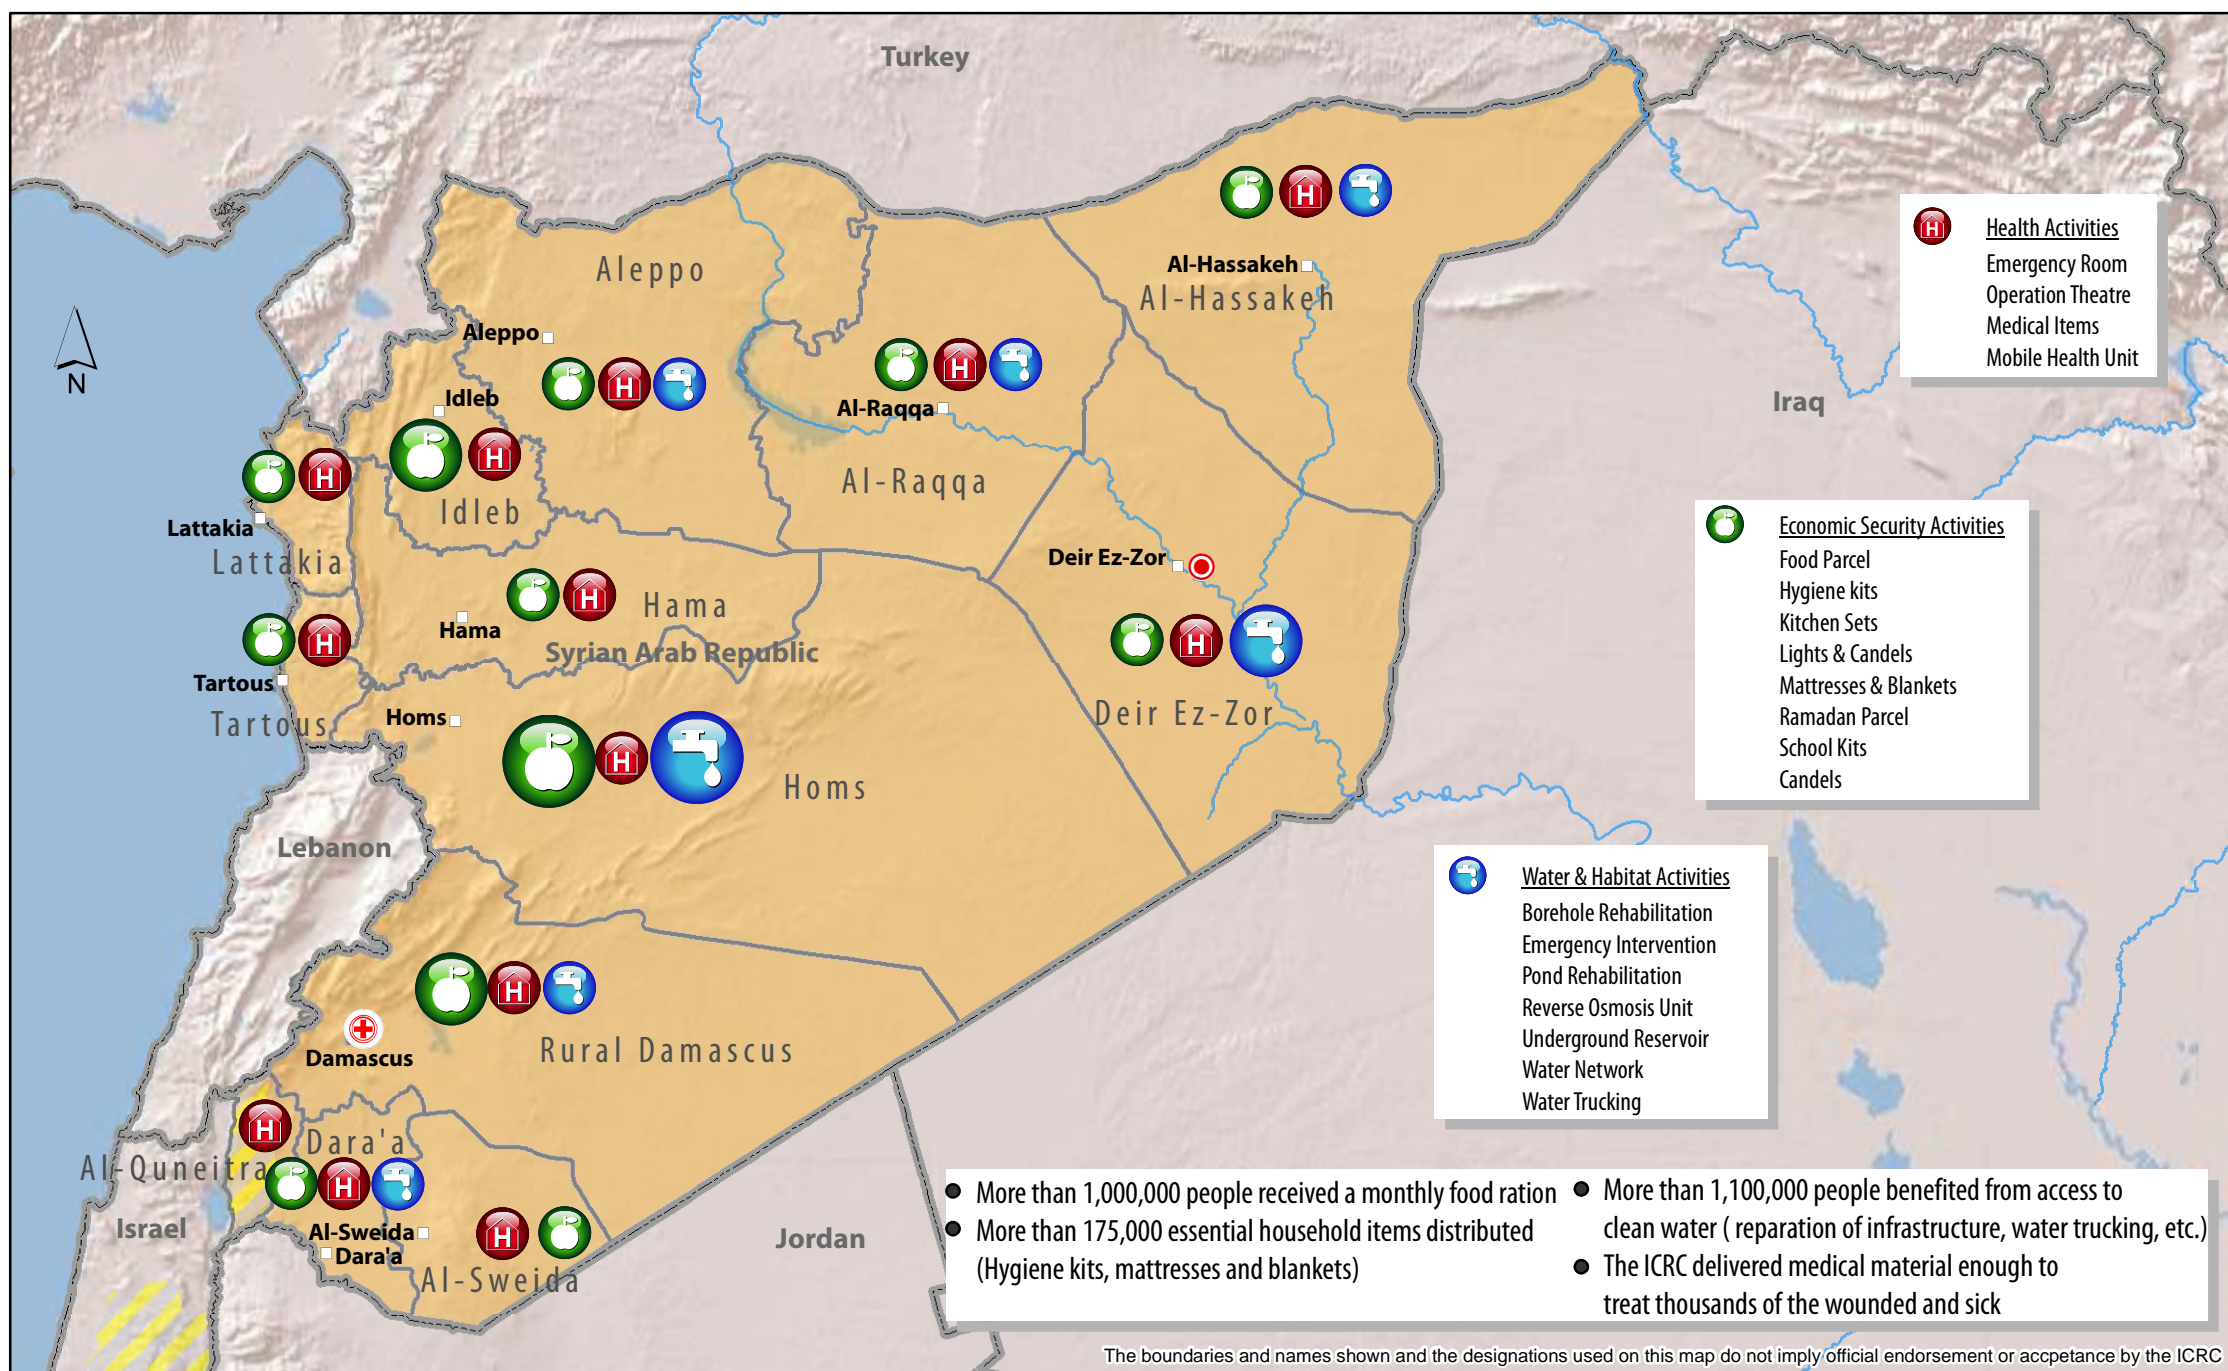 Turkey
Aleppo
Al-Hassakeh
Al-Hassakeh
Aleppo
Idleb
Al-Raqqa
Al-Raqqa
Idleb
Lattakia
Lattakia
Deir Ez-Zor
Hama
Hama
Syrian Arab Republic
Tartous
Tartous
Homs
Deir Ez-Zor
Homs
Lebanon
Iraq
N
Damascus
Rural Damascus
Dara'a
Al-Quneitra
Israel
Al-Sweida
Dara'a
Al-Sweida
Jordan
H
H
H
H
H
H
H
H
H
H
H
H
H
H
Health Activities
Emergency Room
Operation Theatre
Medical Items
Mobile Health Unit
Economic Security Activities
Food Parcel
Hygiene kits
Kitchen Sets
Lights & Candels
Mattresses & Blankets
Ramadan Parcel
School Kits
Candels
Water & Habitat Activities
Borehole Rehabilitation
Emergency Intervention
Pond Rehabilitation
Reverse Osmosis Unit
Underground Reservoir
Water Network
Water Trucking
● More than 1,000,000 people received a monthly food ration
● More than 175,000 essential household items distributed
(Hygiene kits, mattresses and blankets)
● More than 1,100,000 people benefited from access to
clean water ( reparation of infrastructure, water trucking, etc.)
● The ICRC delivered medical material enough to
treat thousands of the wounded and sick
The boundaries and names shown and the designations used on this map do not imply official endorsement or accpetance by the ICRC